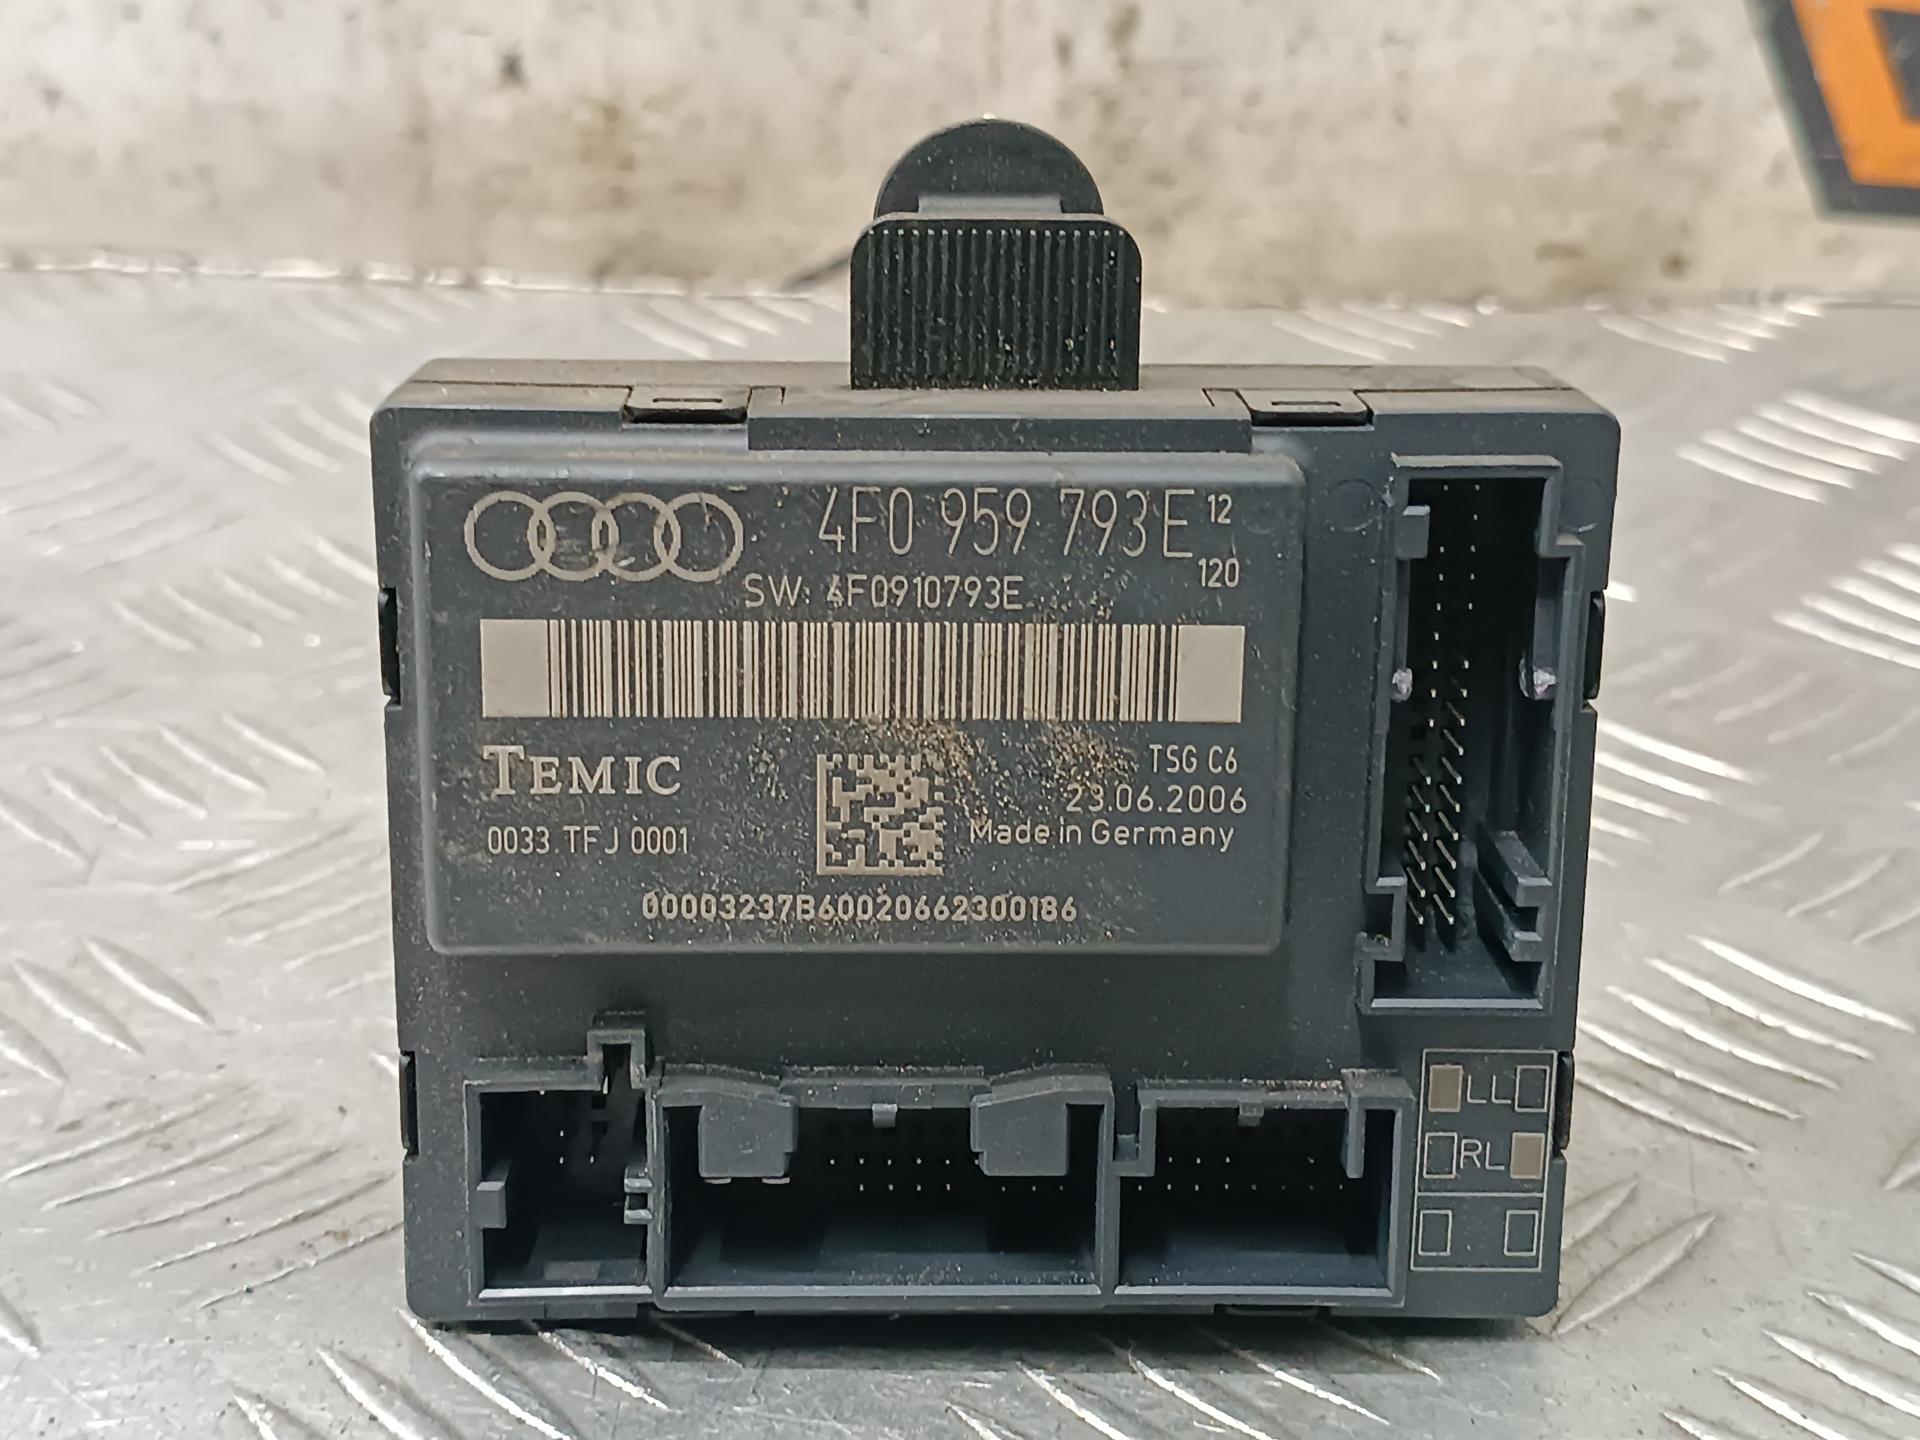 4F0 959 793E 12
120
SW: 4F0910793E
TEMIC
TSG C6
23.06.2006
0033 TFJ 0001
Made in Germany
00003237B60020662300186
LL
RL